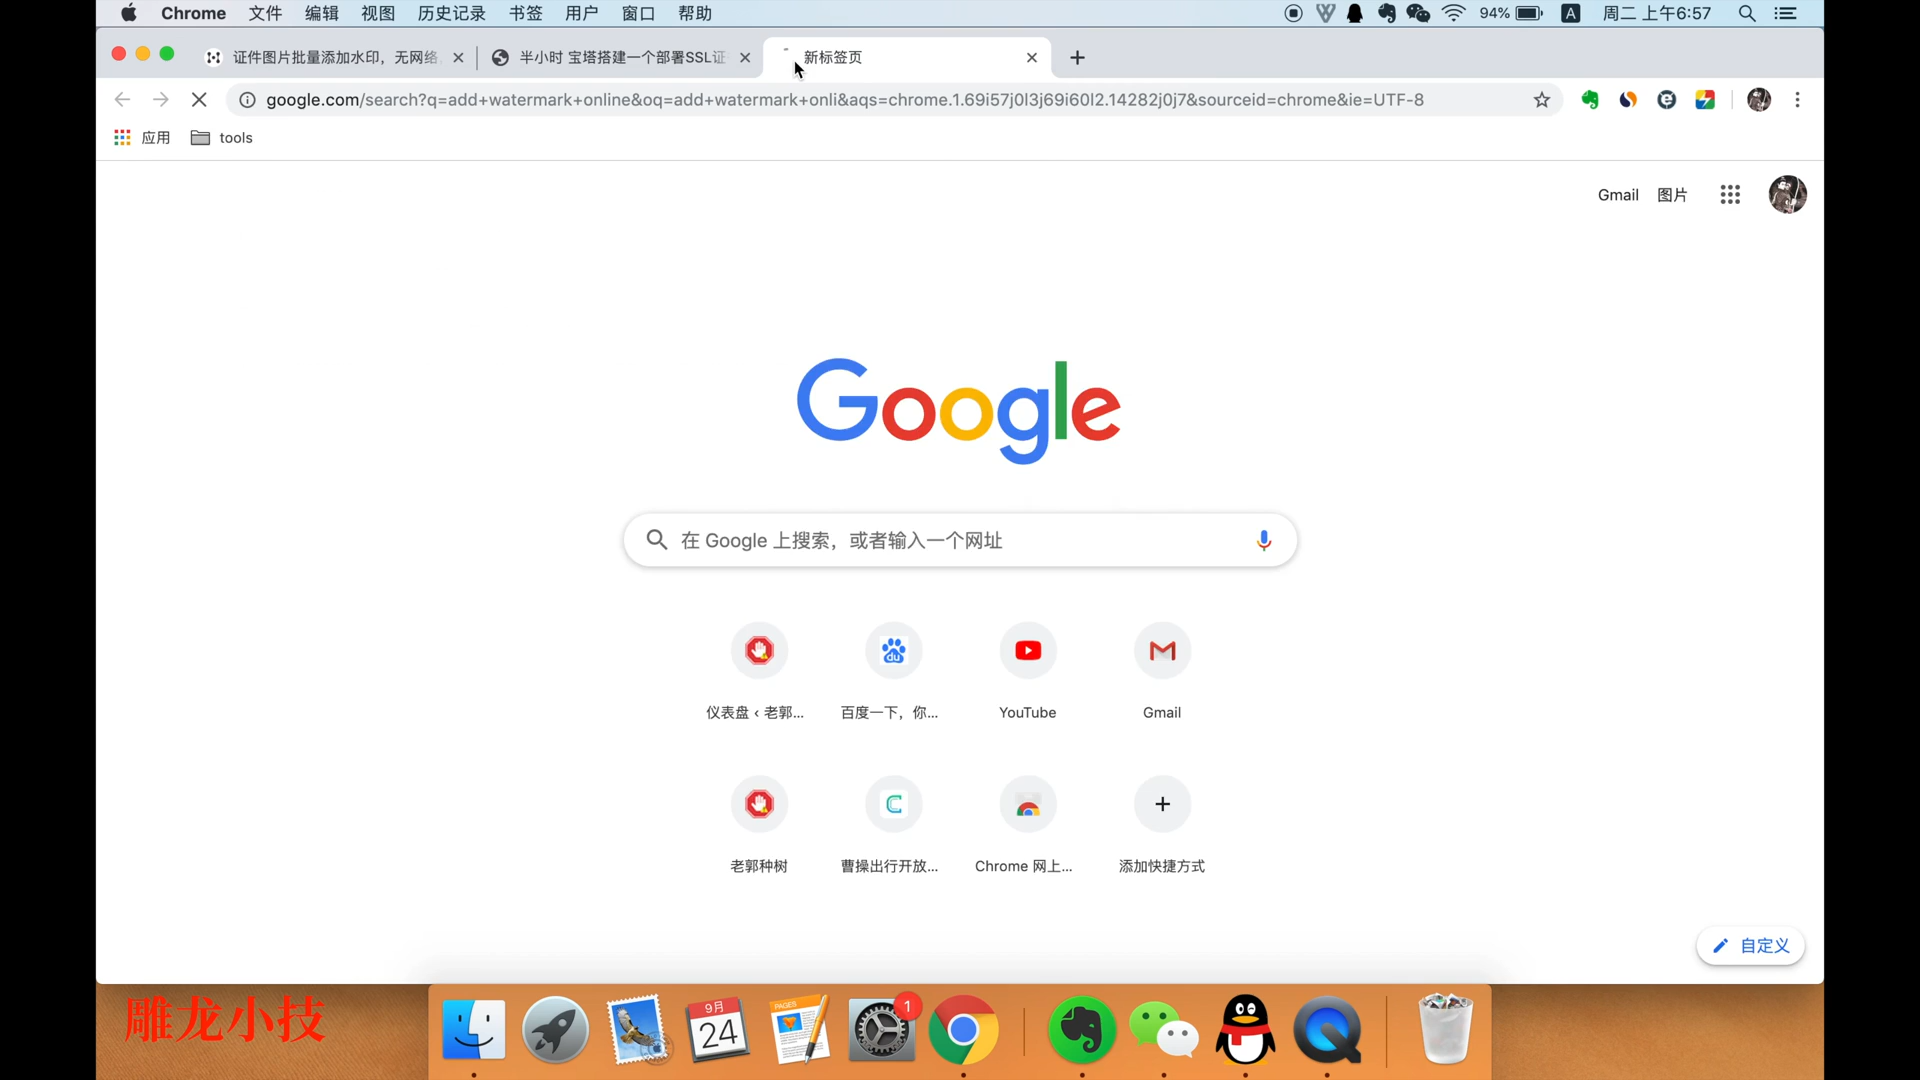 Chrome 文件 编辑 视图 历史记录 书签 用户 窗口 帮助 94% A 周二 上午6:57
证件图片批量添加水印，无网络 半小时 宝塔搭建一个部署SSL证 新标签页
google.com/search?q=add+watermark+online&oq=add+watermark+onli&aqs=chrome.1.69i57j0l3j69i60l2.14282j0j7&sourceid=chrome&ie=UTF-8
应用 tools
Gmail 图片
Google
在 Google 上搜索，或者输入一个网址
仪表盘 ‹ 老郭... 百度一下，你... YouTube Gmail
老郭种树 曹操出行开放... Chrome 网上... 添加快捷方式
自定义
雕龙小技
9月
24
PAGES
1